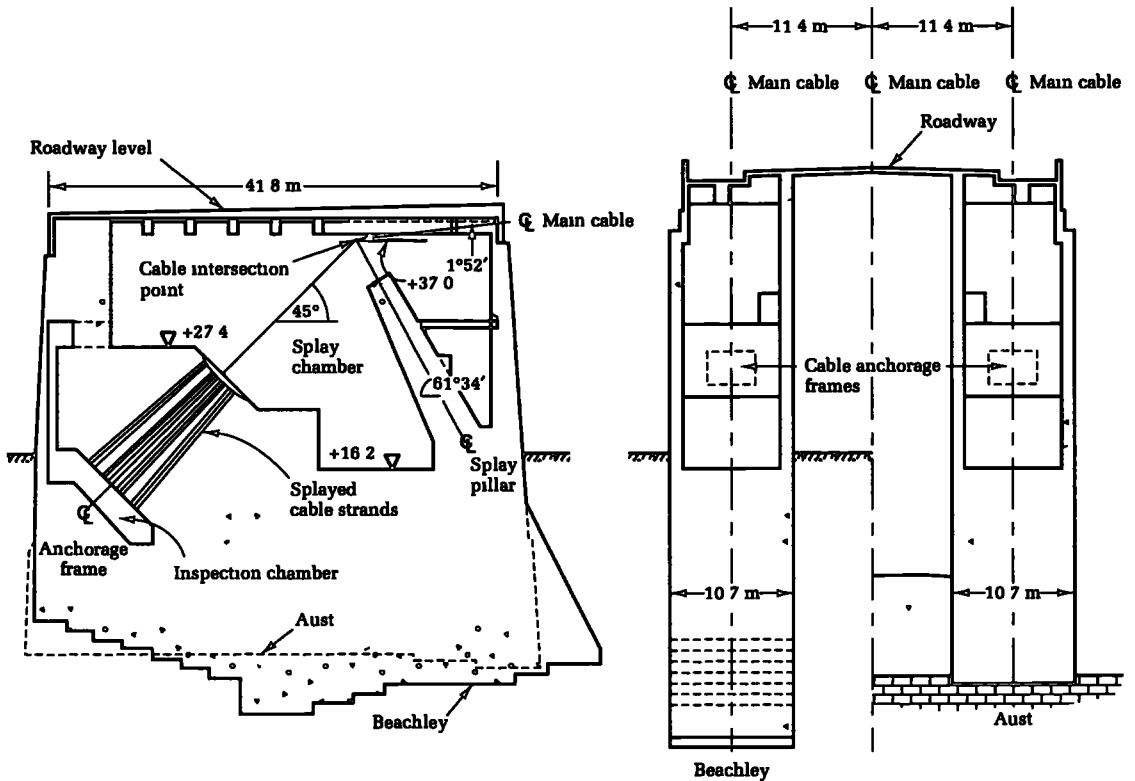 Roadway level
41 8 m
℄ Main cable
Cable intersection
point
1°52′
+37 0
45°
+27 4
Splay
chamber
61°34′
+16 2
℄
Splay
pillar
Splayed
cable strands
℄
Anchorage
frame
Inspection chamber
Aust
Beachley
11 4 m
11 4 m
℄ Main cable
℄ Main cable
℄ Main cable
Roadway
Cable anchorage
frames
10 7 m
10 7 m
Aust
Beachley